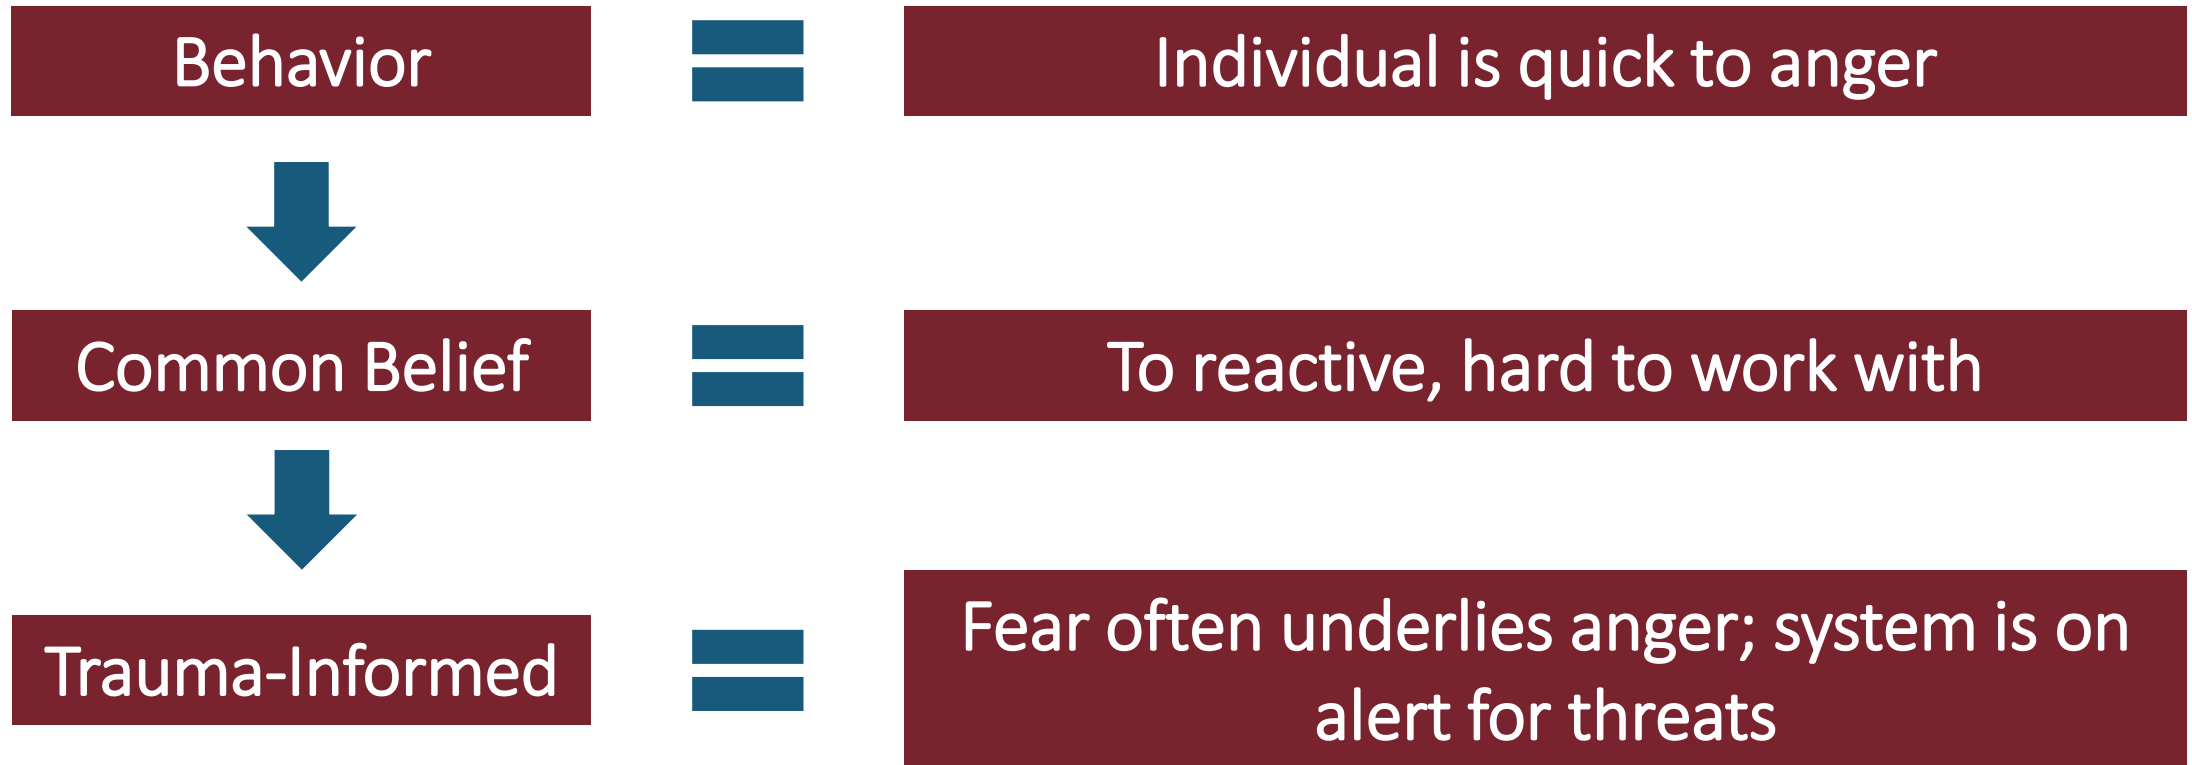 Behavior
Individual is quick to anger
Common Belief
To reactive, hard to work with
Trauma-Informed
Fear often underlies anger; system is on
alert for threats